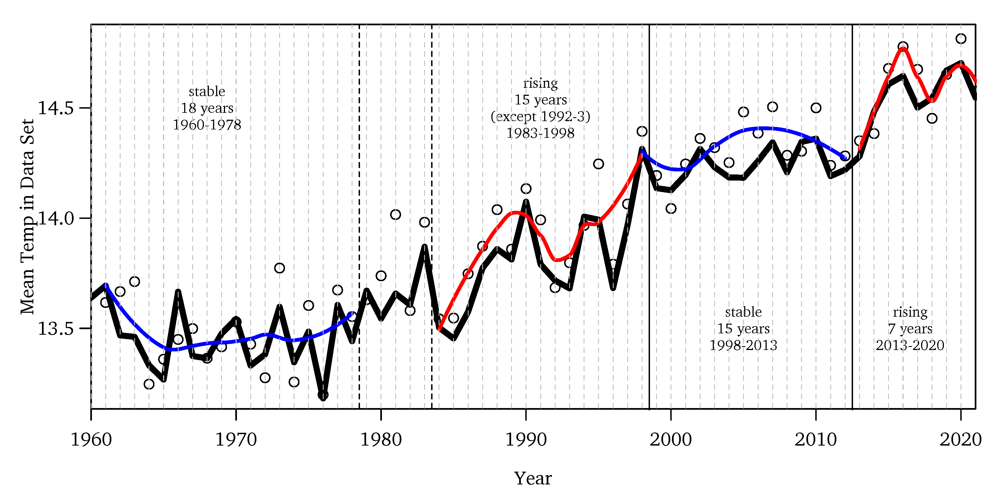 stable
18 years
1960-1978
rising
15 years
(except 1992-3)
1983-1998
stable
15 years
1998-2013
rising
7 years
2013-2020
Mean Temp in Data Set
14.5
14.0
13.5
1960 1970 1980 1990 2000 2010 2020
Year